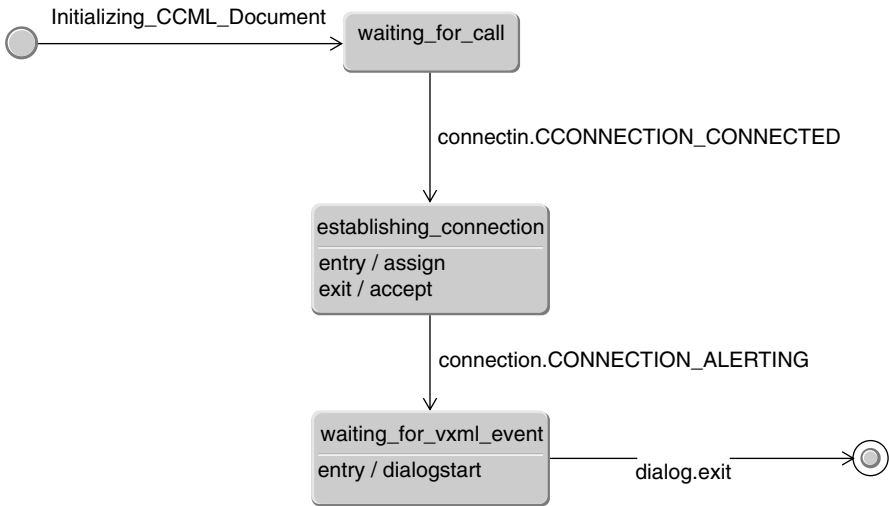 Initializing_CCML_Document
waiting_for_call
connectin.CCONNECTION_CONNECTED
establishing_connection
entry / assign
exit / accept
connection.CONNECTION_ALERTING
waiting_for_vxml_event
entry / dialogstart
dialog.exit